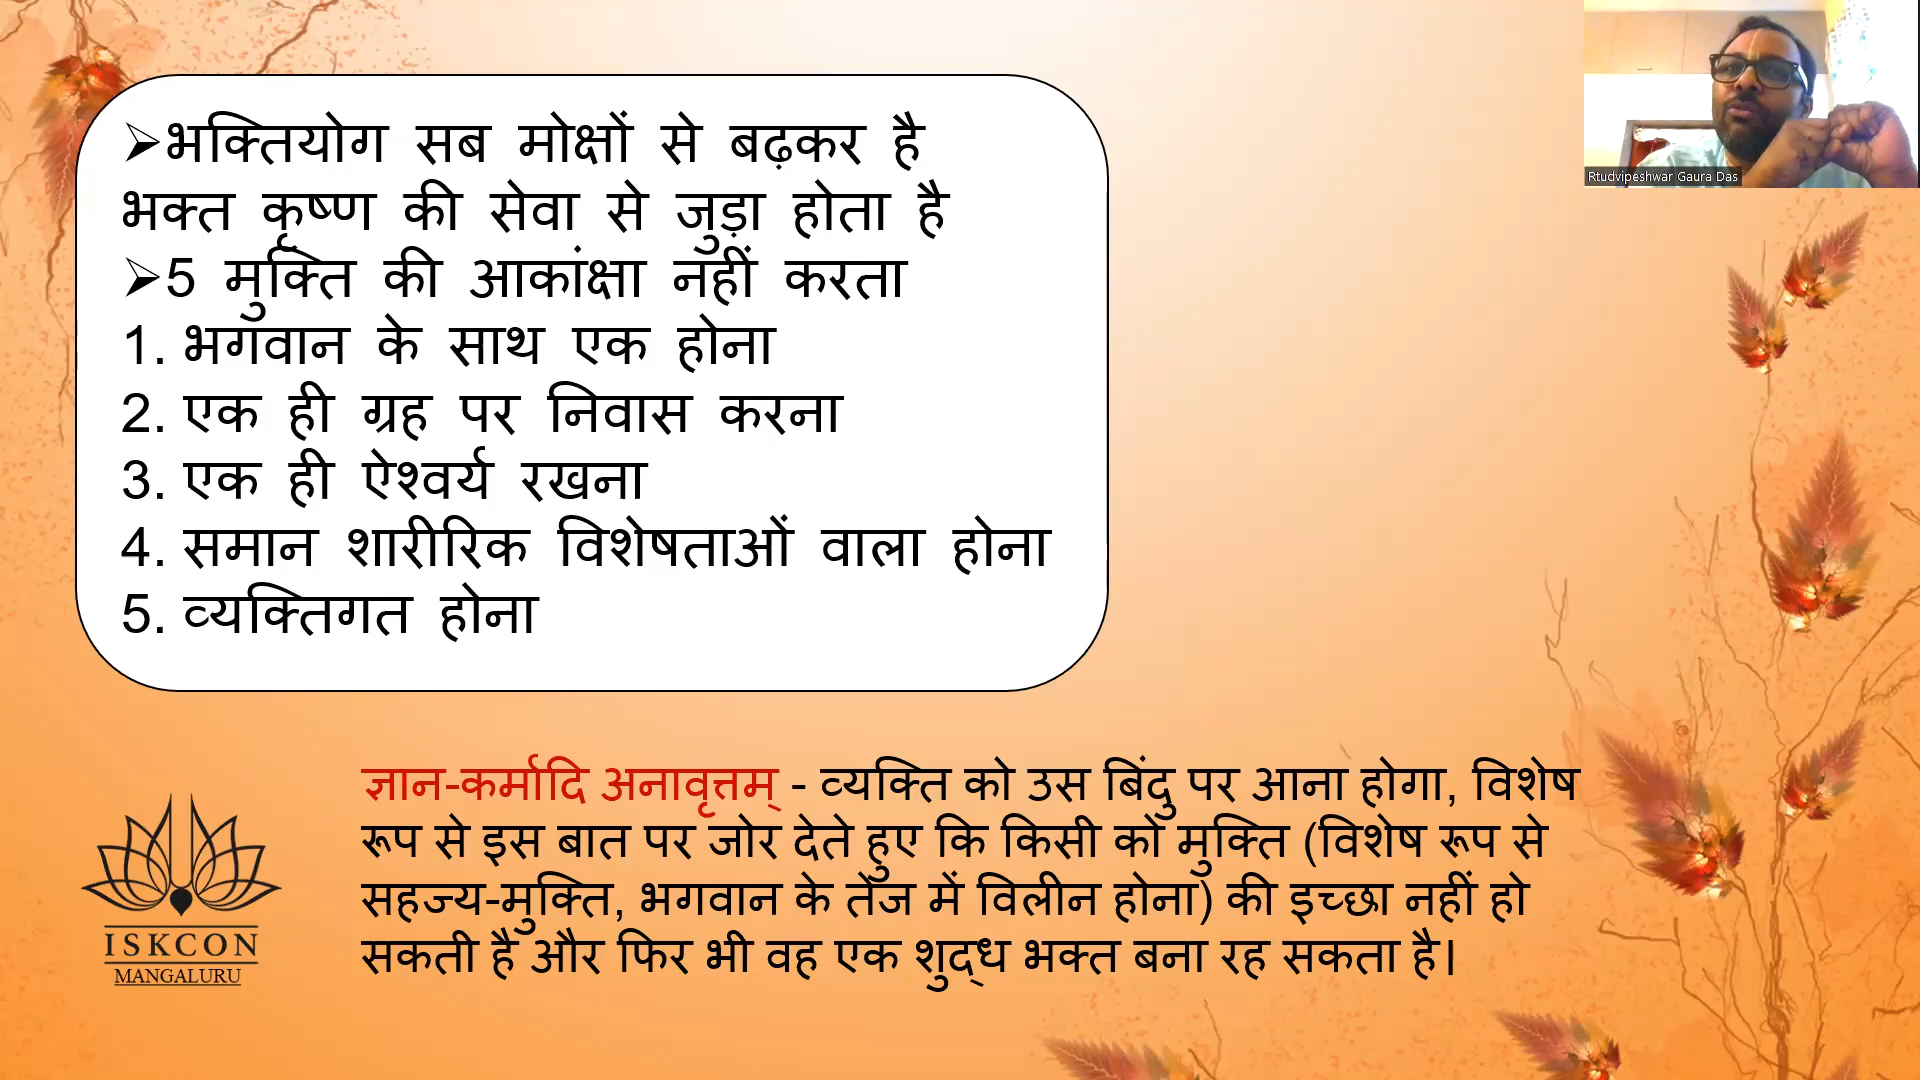 ➢भक्तियोग सब मोक्षों से बढ़कर है
भक्त कृष्ण की सेवा से जुड़ा होता है
➢5 मुक्ति की आकांक्षा नहीं करता
1. भगवान के साथ एक होना
2. एक ही ग्रह पर निवास करना
3. एक ही ऐश्वर्य रखना
4. समान शारीरिक विशेषताओं वाला होना
5. व्यक्तिगत होना
ज्ञान-कर्मादि अनावृत्तम् - व्यक्ति को उस बिंदु पर आना होगा, विशेष
रूप से इस बात पर जोर देते हुए कि किसी को मुक्ति (विशेष रूप से
सहज्य-मुक्ति, भगवान के तेज में विलीन होना) की इच्छा नहीं हो
सकती है और फिर भी वह एक शुद्ध भक्त बना रह सकता है।
ISKCON
MANGALURU
Rtudvipeshwar Gaura Das